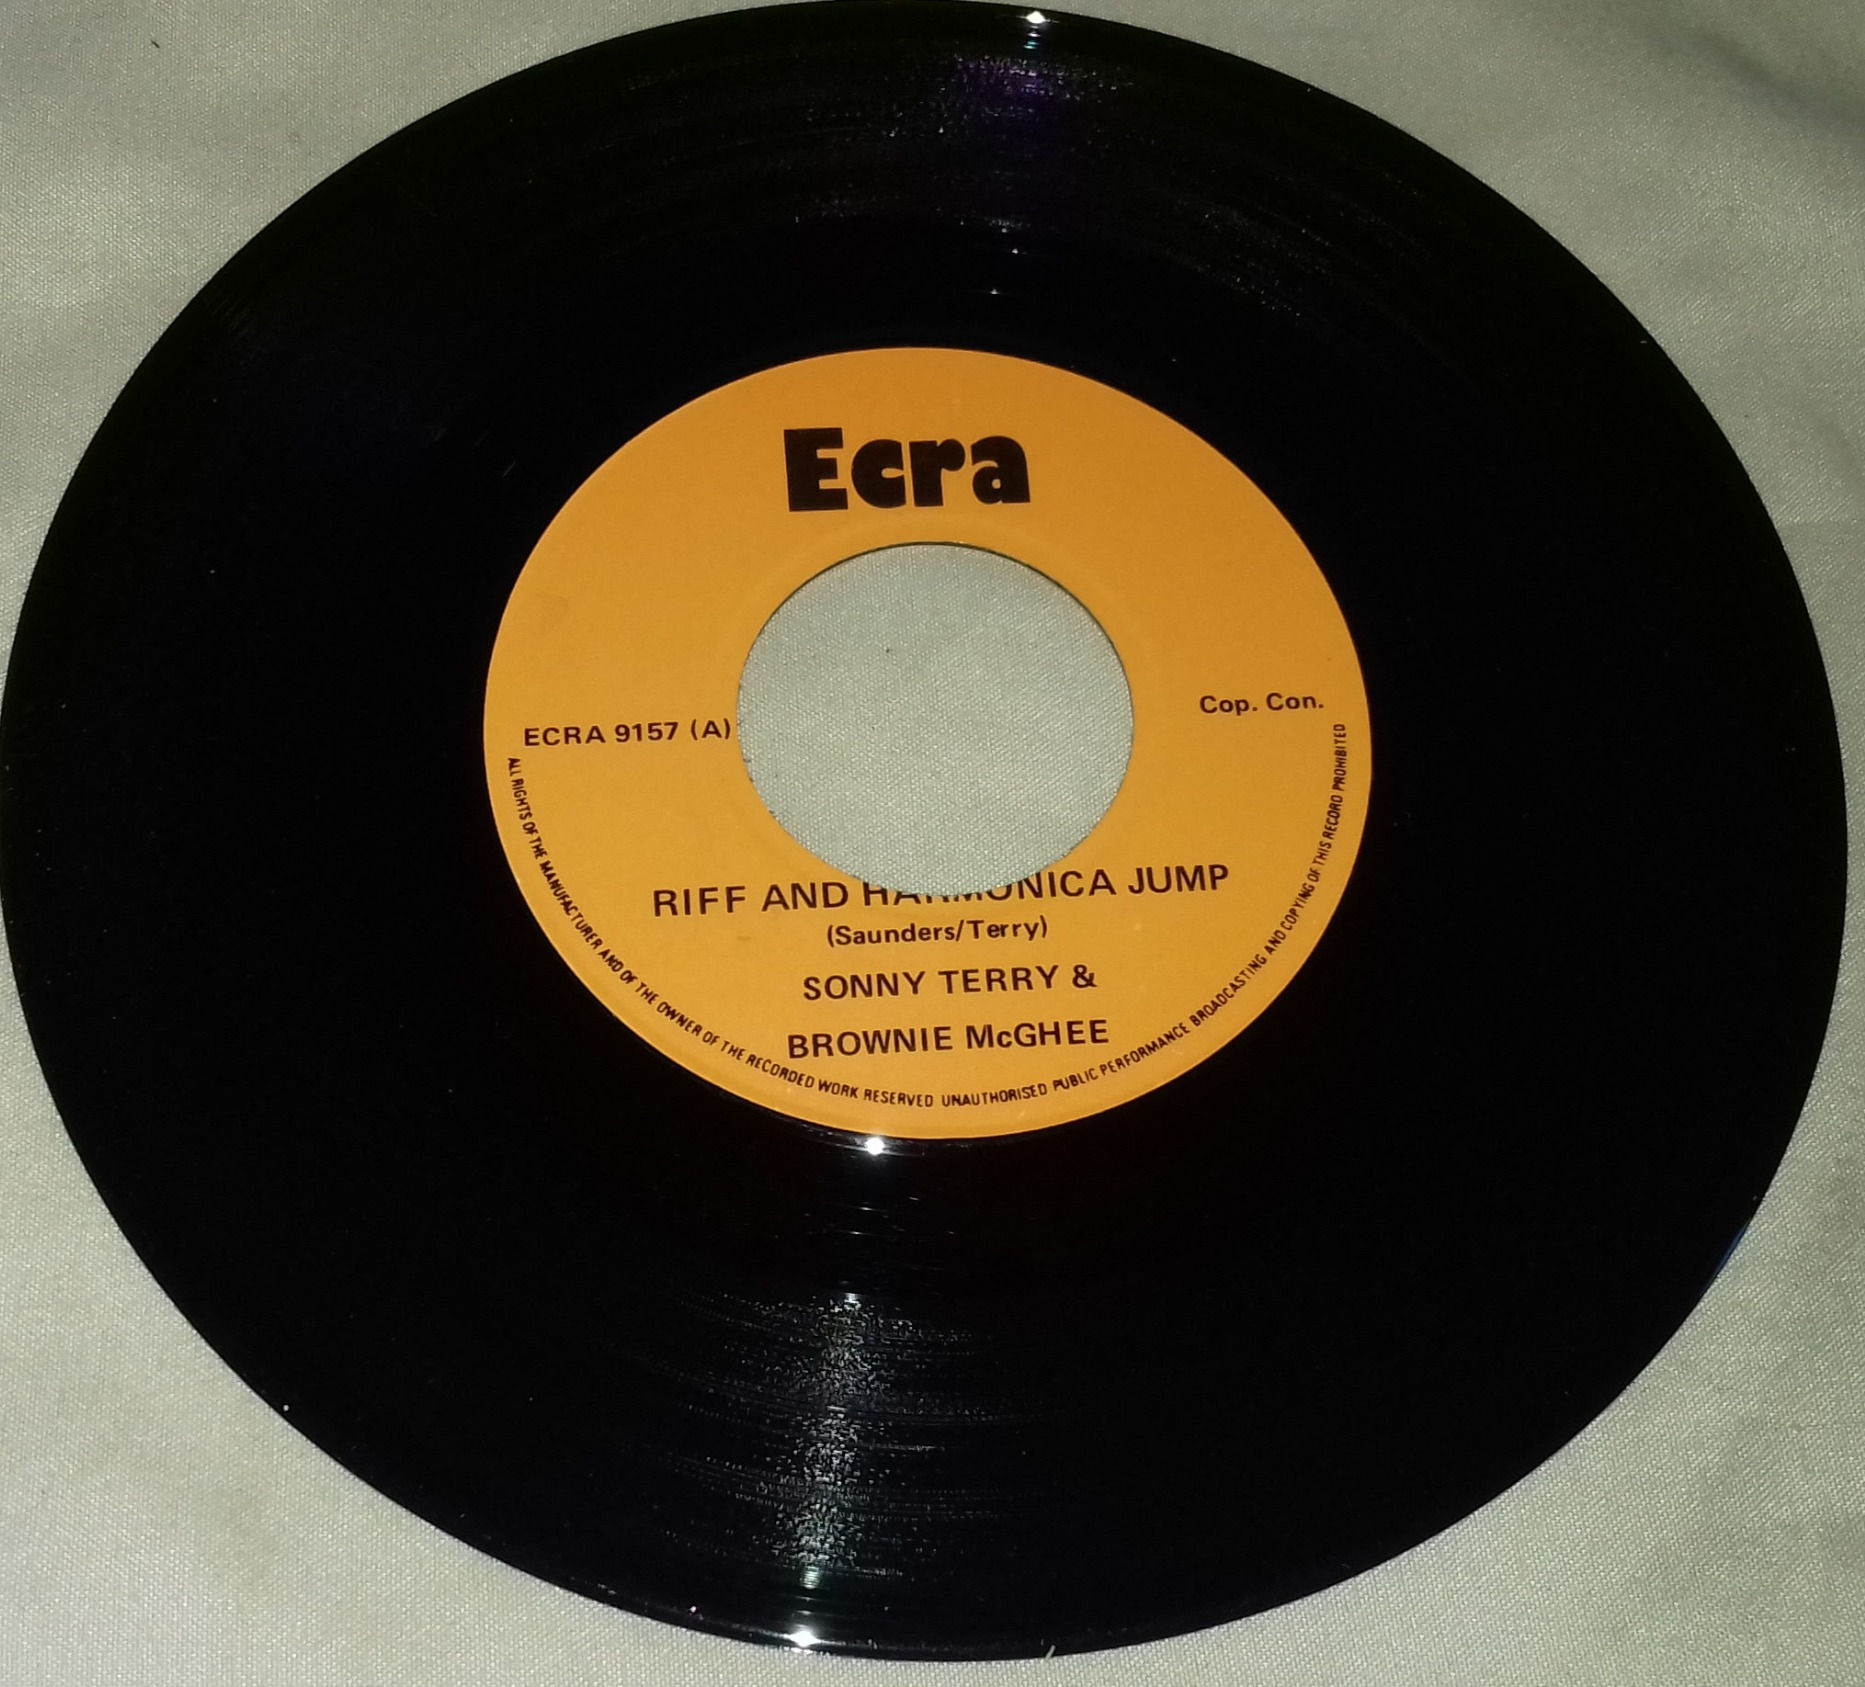 Ecra
ECRA 9157 (A)
Cop. Con.
RIFF AND HARMONICA JUMP
(Saunders/Terry)
SONNY TERRY &
BROWNIE McGHEE
ALL RIGHTS OF THE MANUFACTURER AND OF THE OWNER OF THE RECORDED WORK RESERVED UNAUTHORISED PUBLIC PERFORMANCE BROADCASTING AND COPYING OF THIS RECORD PROHIBITED